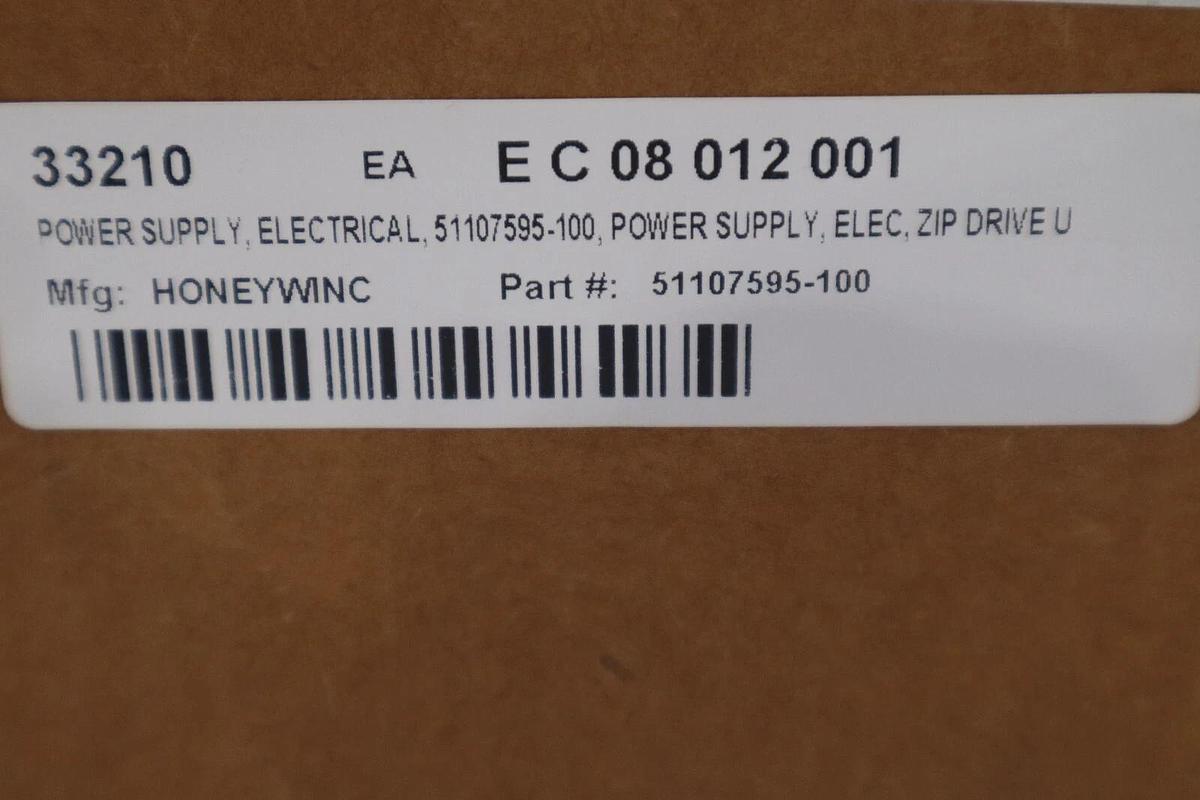 33210 EA E C 08 012 001
POWER SUPPLY, ELECTRICAL, 51107595-100, POWER SUPPLY, ELEC, ZIP DRIVE U
Mfg: HONEYWINC Part #: 51107595-100